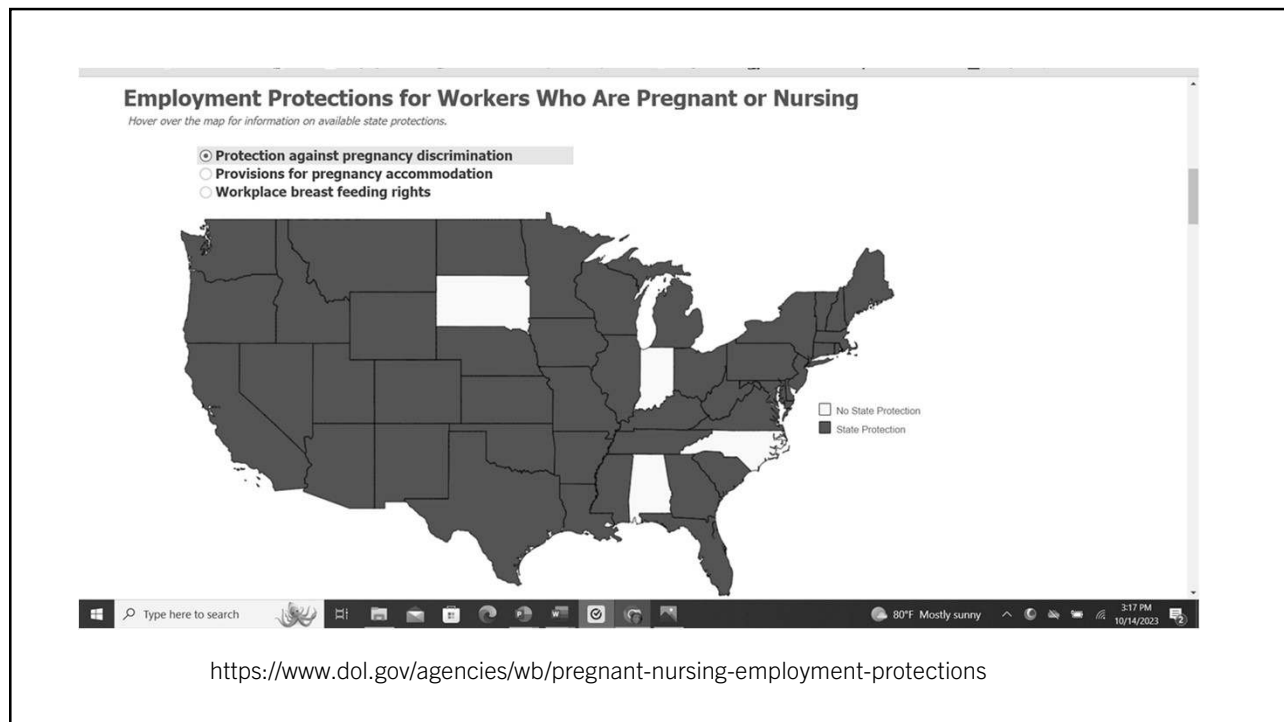 Employment Protections for Workers Who Are Pregnant or Nursing
Hover over the map for information on available state protections.
Protection against pregnancy discrimination
Provisions for pregnancy accommodation
Workplace breast feeding rights
No State Protection
State Protection
Type here to search
80°F Mostly sunny
3:17 PM
10/14/2023
2
https://www.dol.gov/agencies/wb/pregnant-nursing-employment-protections